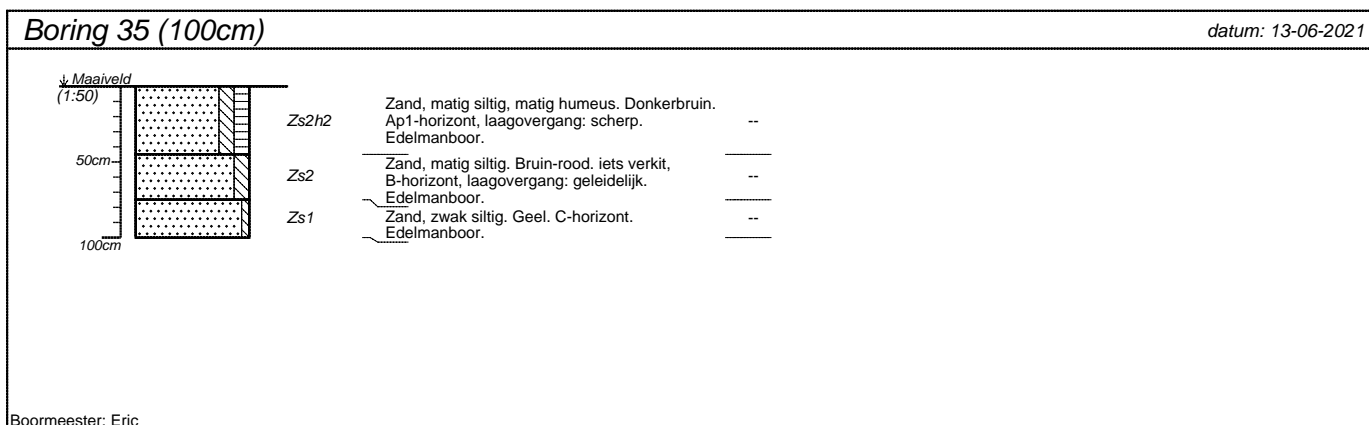 Boring 35 (100cm)
datum: 13-06-2021
Maaiveld
(1:50)
Zs2h2
Zand, matig siltig, matig humeus. Donkerbruin.
Ap1-horizont, laagovergang: scherp.
Edelmanboor.
--
50cm
Zs2
Zand, matig siltig. Bruin-rood. iets verkit,
B-horizont, laagovergang: geleidelijk.
Edelmanboor.
--
Zs1
Zand, zwak siltig. Geel. C-horizont.
Edelmanboor.
--
100cm
Boormeester: Eric